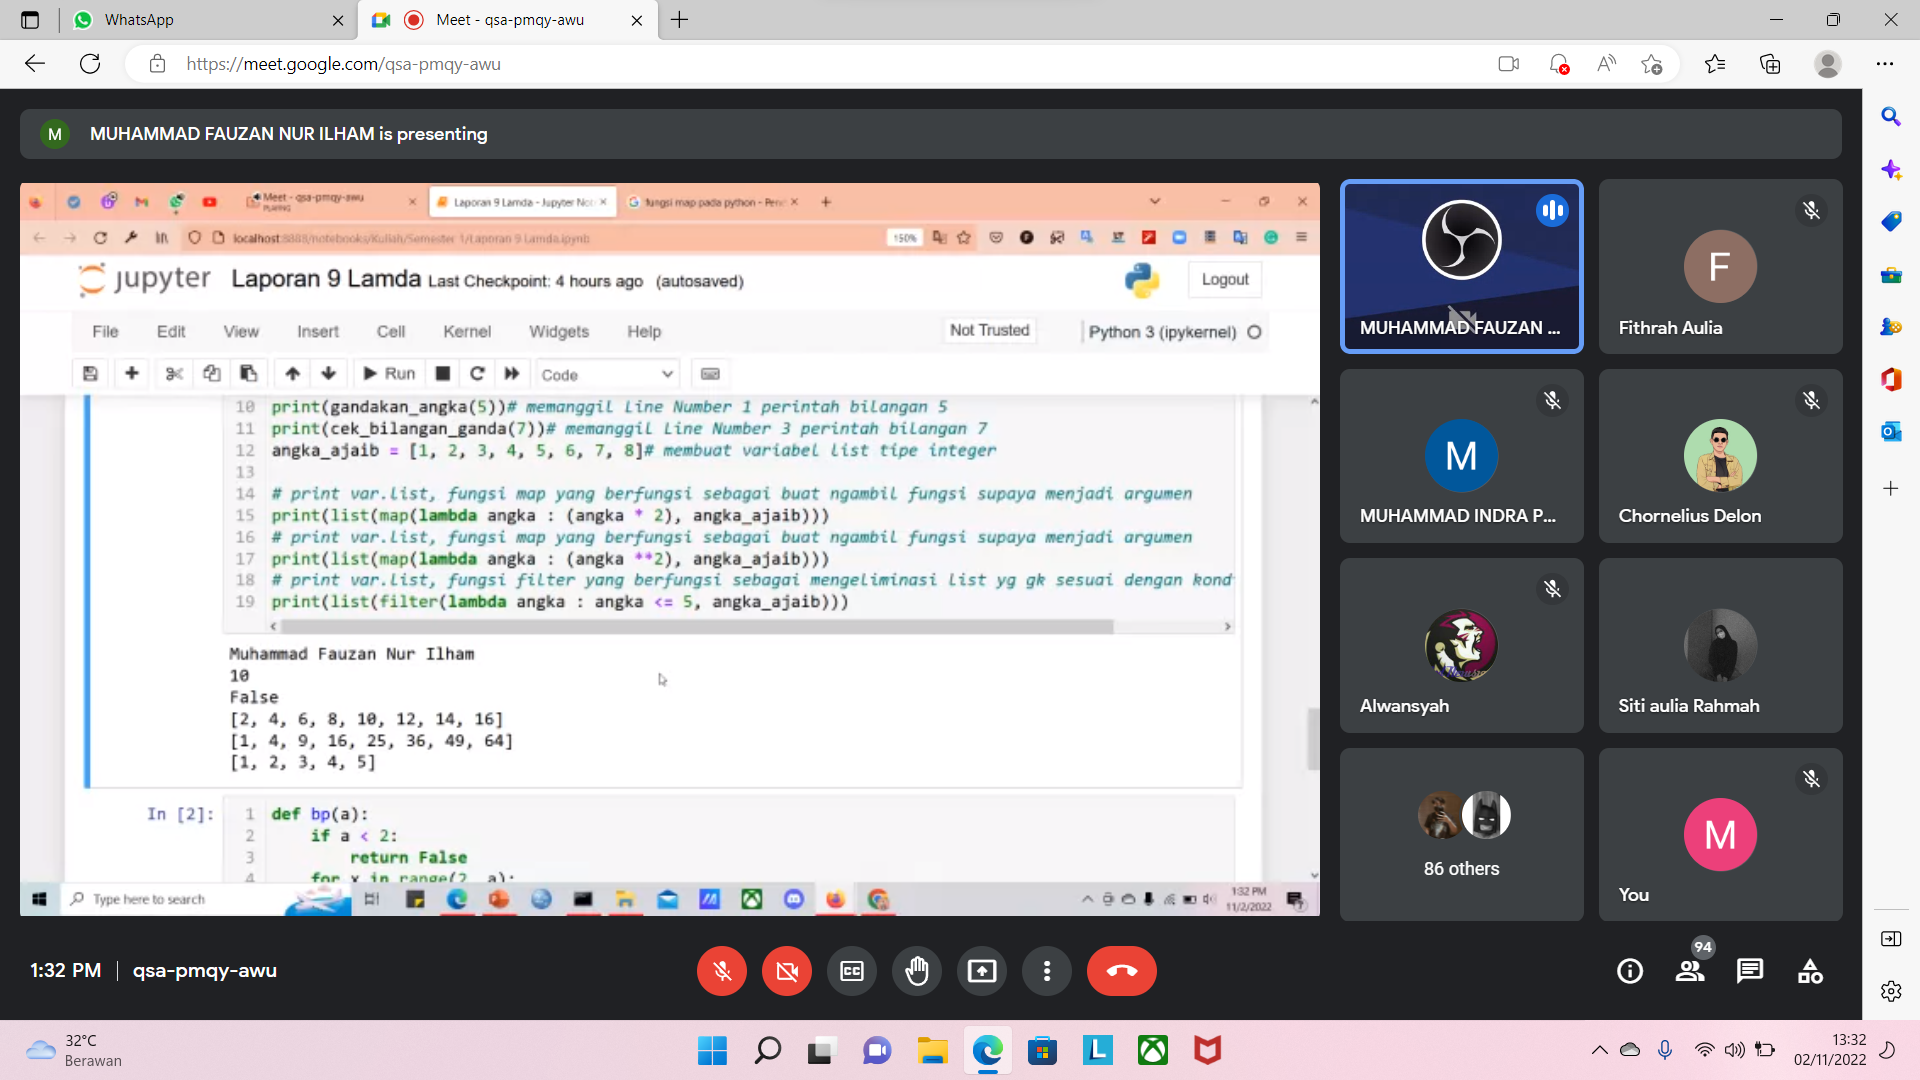 WhatsApp
Meet - qsa-pmqy-awu
https://meet.google.com/qsa-pmqy-awu
M MUHAMMAD FAUZAN NUR ILHAM is presenting
Meet - qsa-pmqy-awu
PLAYING
Laporan 9 Lamda - Jupyter Not
fungsi map pada python - Pene
localhost:8888/notebooks/Kuliah/Semester 1/Laporan 9 Lamda.ipynb
150%
jupyter Laporan 9 Lamda Last Checkpoint: 4 hours ago (autosaved)
Logout
File Edit View Insert Cell Kernel Widgets Help
Not Trusted
Python 3 (ipykernel)
Run
Code
10 print(gandakan_angka(5))# memanggil Line Number 1 perintah bilangan 5
11 print(cek_bilangan_ganda(7))# memanggil Line Number 3 perintah bilangan 7
12 angka_ajaib = [1, 2, 3, 4, 5, 6, 7, 8]# membuat variabel list tipe integer
13
14 # print var.list, fungsi map yang berfungsi sebagai buat ngambil fungsi supaya menjadi argumen
15 print(list(map(lambda angka : (angka * 2), angka_ajaib)))
16 # print var.list, fungsi map yang berfungsi sebagai buat ngambil fungsi supaya menjadi argumen
17 print(list(map(lambda angka : (angka **2), angka_ajaib)))
18 # print var.list, fungsi filter yang berfungsi sebagai mengeliminasi list yg gk sesuai dengan kond
19 print(list(filter(lambda angka : angka <= 5, angka_ajaib)))
Muhammad Fauzan Nur Ilham
10
False
[2, 4, 6, 8, 10, 12, 14, 16]
[1, 4, 9, 16, 25, 36, 49, 64]
[1, 2, 3, 4, 5]
In [2]:
1 def bp(a):
2 if a < 2:
3 return False
4 for x in range(2, a):
Type here to search
1:32 PM
11/2/2022
MUHAMMAD FAUZAN ...
F
Fithrah Aulia
M
MUHAMMAD INDRA P...
Chornelius Delon
Alwansyah
Siti aulia Rahmah
86 others
M
You
1:32 PM | qsa-pmqy-awu
94
32°C
Berawan
13:32
02/11/2022